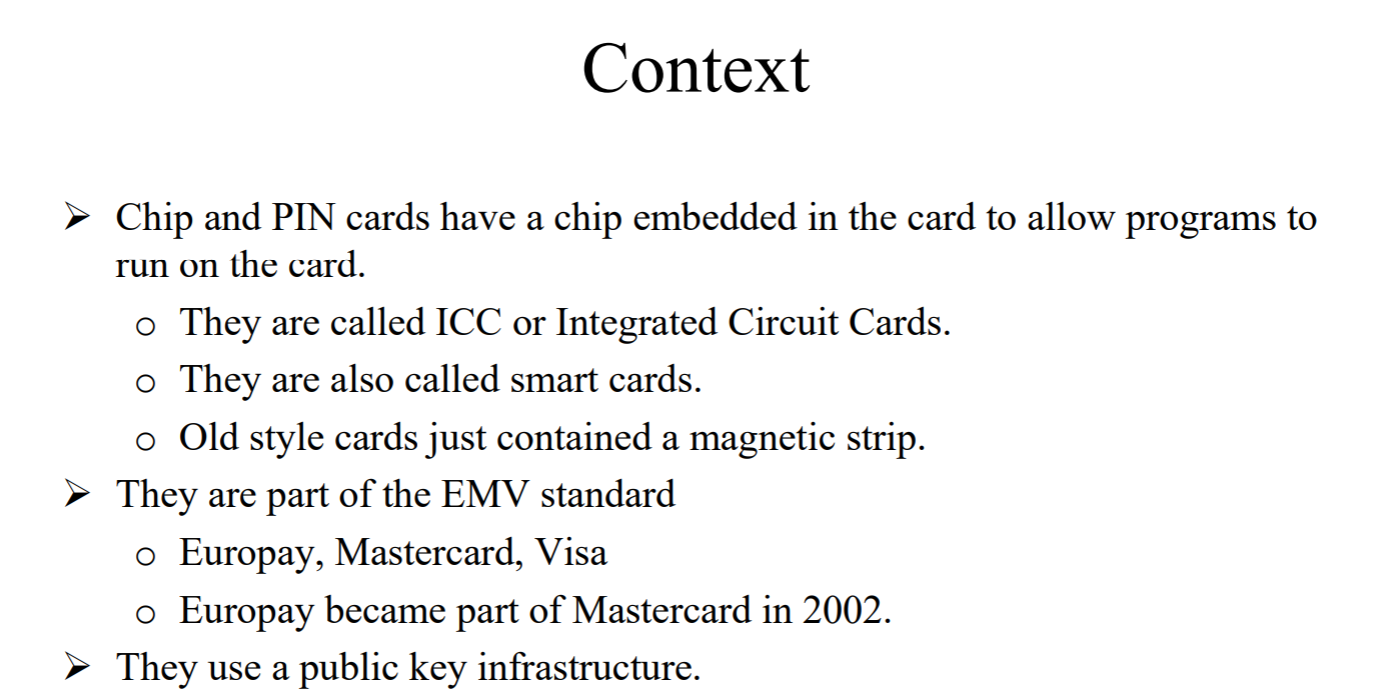 Context
➢ Chip and PIN cards have a chip embedded in the card to allow programs to
run on the card.
o They are called ICC or Integrated Circuit Cards.
o They are also called smart cards.
o Old style cards just contained a magnetic strip.
➢ They are part of the EMV standard
o Europay, Mastercard, Visa
o Europay became part of Mastercard in 2002.
➢ They use a public key infrastructure.